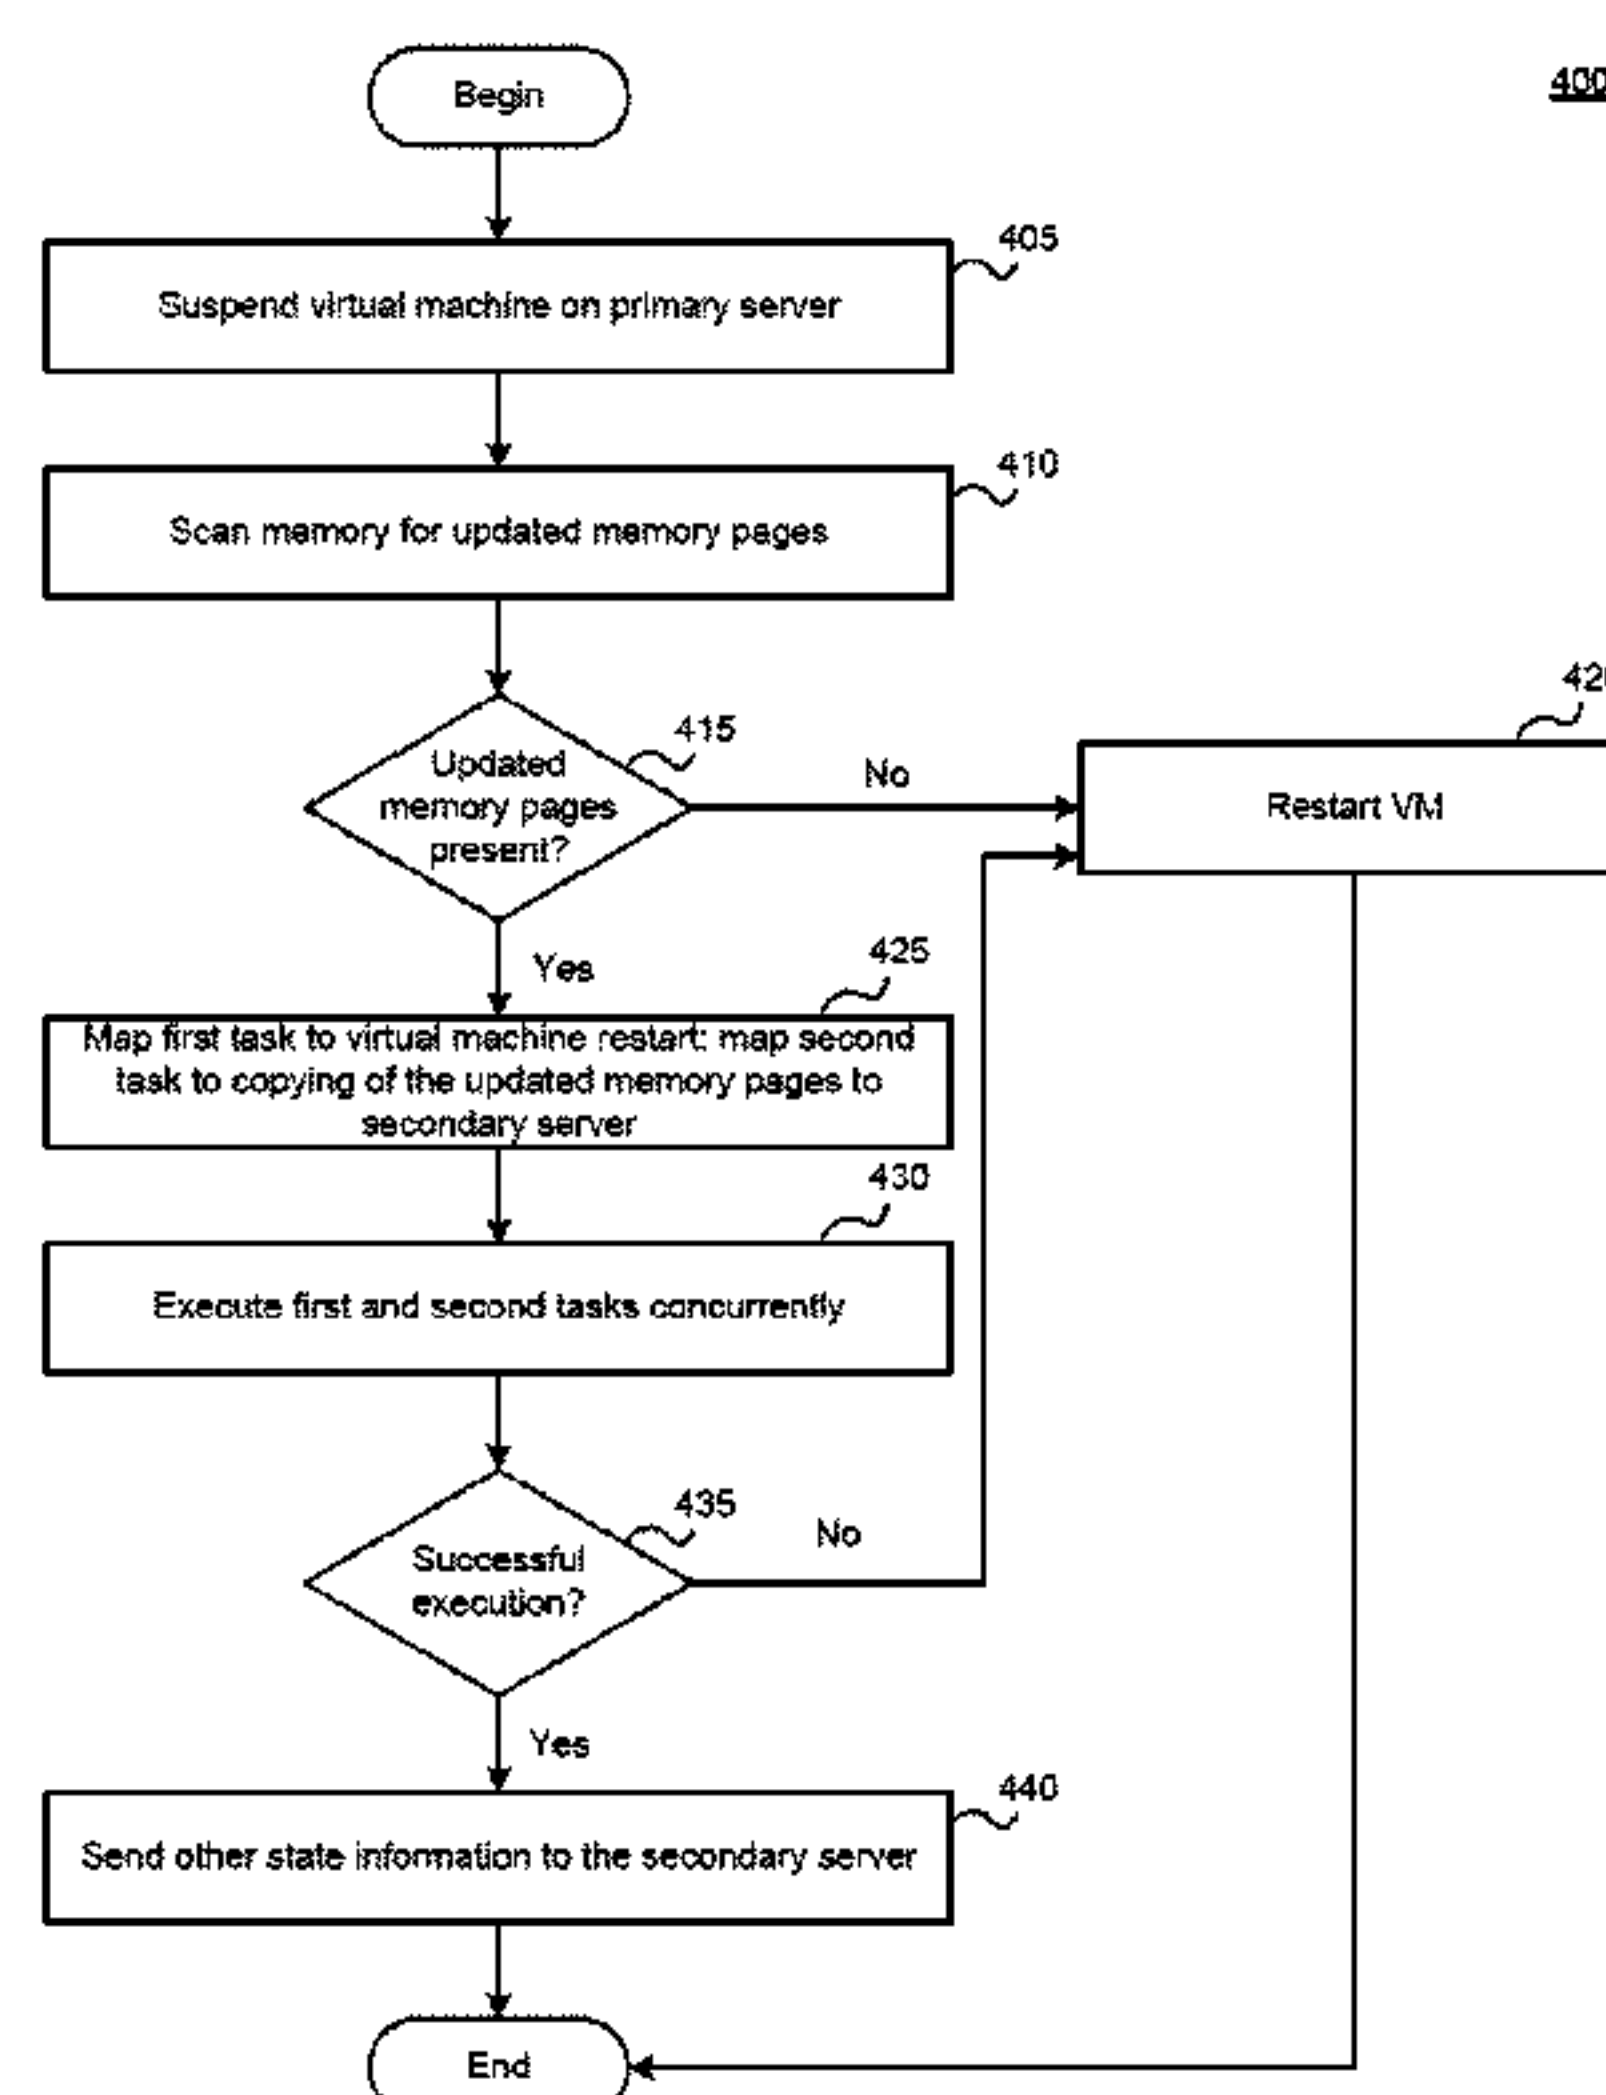 Begin
400
405
Suspend virtual machine on primary server
410
Scan memory for updated memory pages
415
Updated
memory pages
present?
No
Restart VM
Yes
425
Map first task to virtual machine restart: map second
task to copying of the updated memory pages to
secondary server
430
Execute first and second tasks concurrently
435
Successful
execution?
No
Yes
440
Send other state information to the secondary server
End